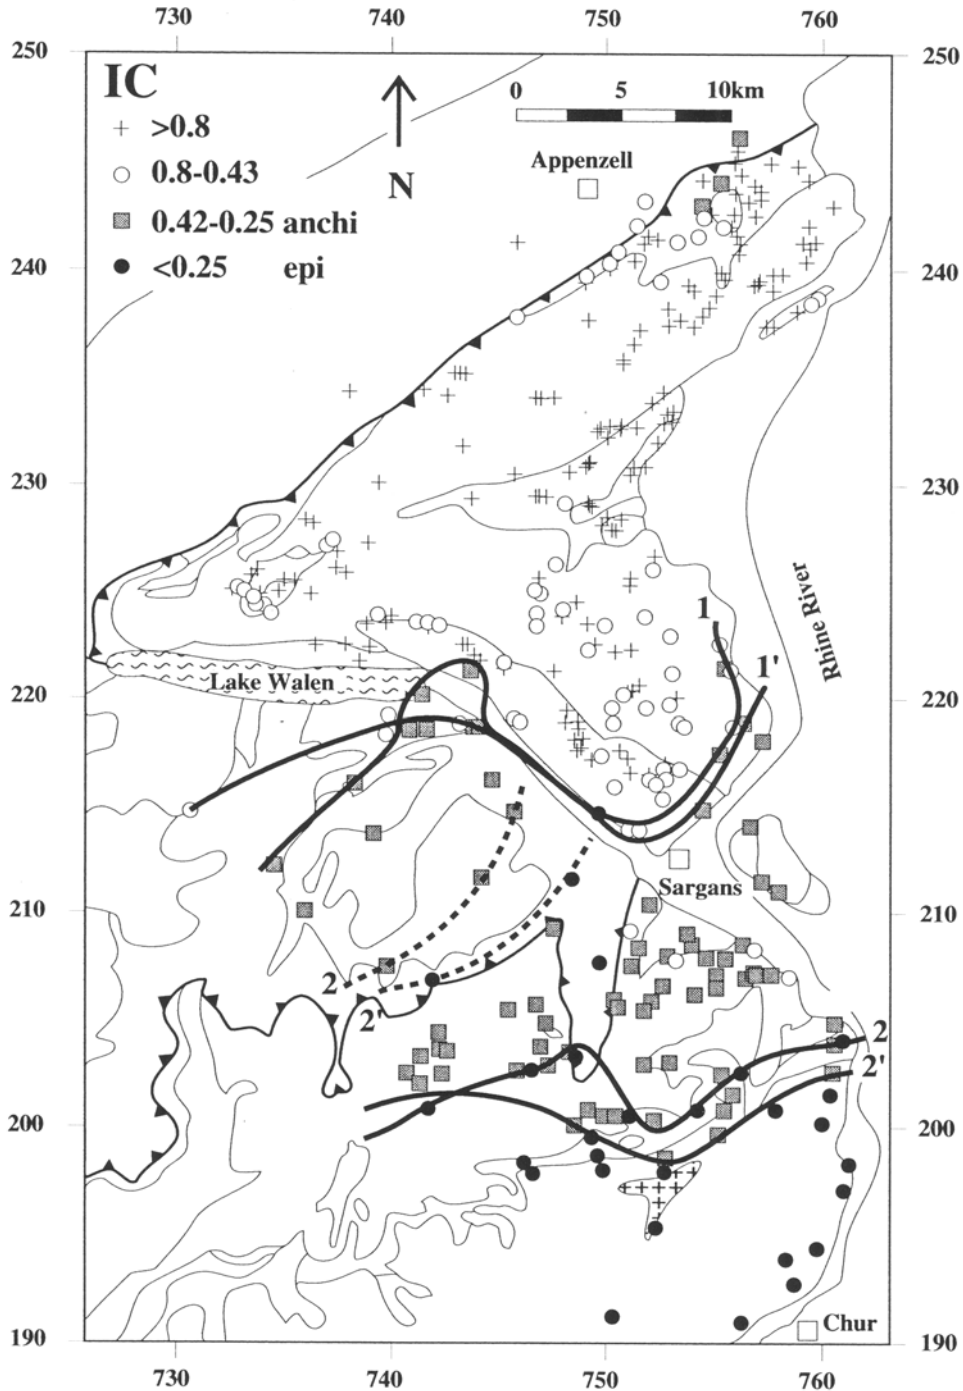 730 740 750 760
250 250
IC
>0.8
0.8-0.43
0.42-0.25 anchi
<0.25 epi
N
0 5 10km
Appenzell
240 240
230 230
Rhine River
1
1'
Lake Walen
220 220
Sargans
210 210
2
2'
2
2'
200 200
190 190
Chur
730 740 750 760